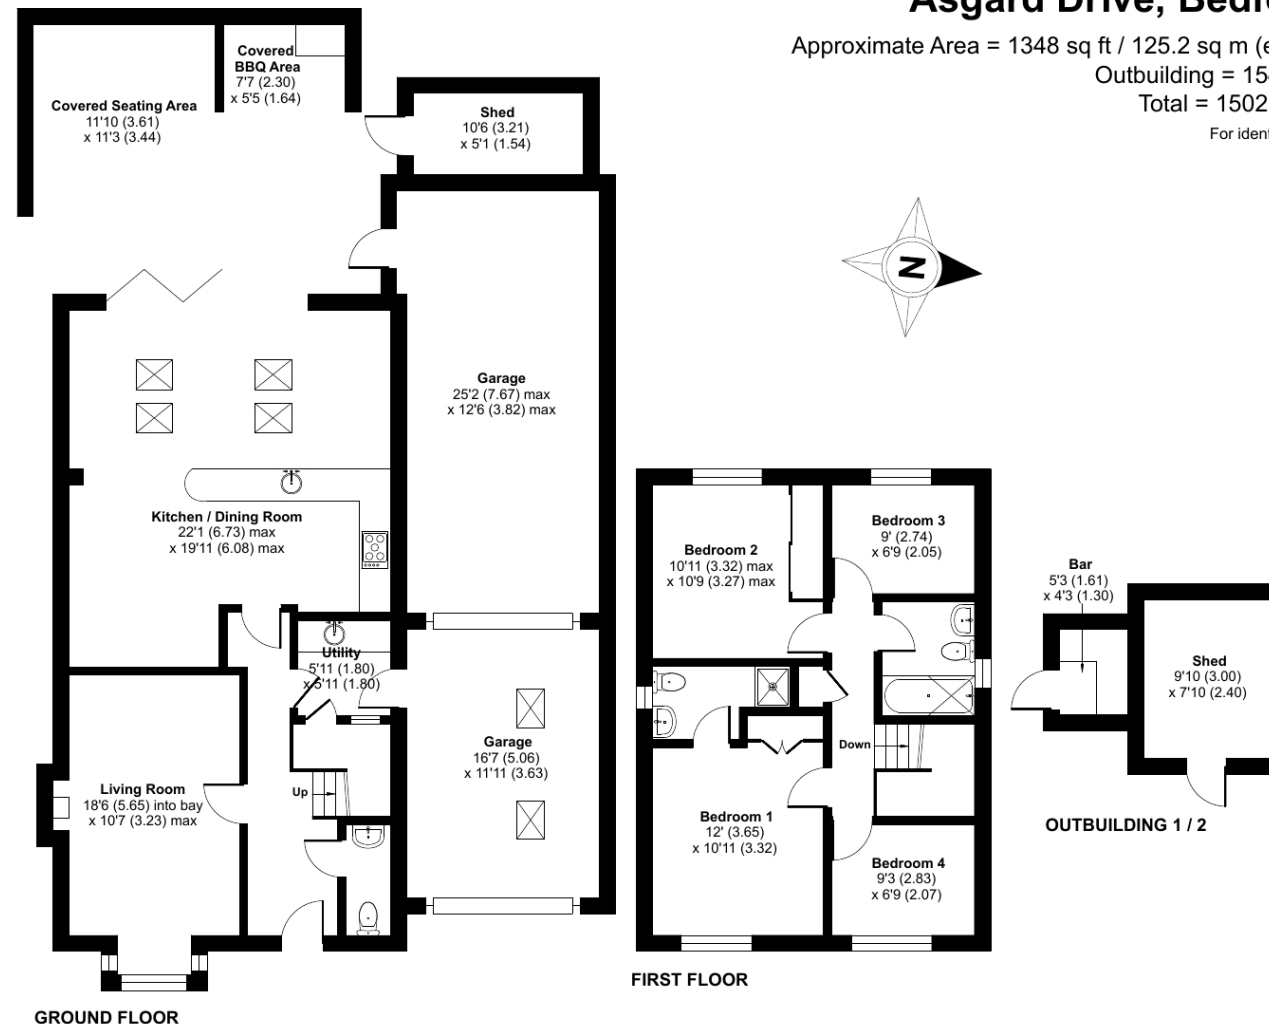 Asgard Drive,
Approximate Area = 1348 sq ft / 125.2 sq m
Outbuilding =
Total = 1502
For
Covered
BBQ Area
7'7 (2.30)
x 5'5 (1.64)
Covered Seating Area
11'10 (3.61)
x 11'3 (3.44)
Shed
10'6 (3.21)
x 5'1 (1.54)
N
Garage
25'2 (7.67) max
x 12'6 (3.82) max
Kitchen / Dining Room
22'1 (6.73) max
x 19'11 (6.08) max
Utility
5'11 (1.80)
x 5'11 (1.80)
Garage
16'7 (5.06)
x 11'11 (3.63)
Living Room
18'6 (5.65) into bay
x 10'7 (3.23) max
Up
GROUND FLOOR
Bedroom 2
10'11 (3.32) max
x 10'9 (3.27) max
Bedroom 3
9' (2.74)
x 6'9 (2.05)
Down
Bedroom 1
12' (3.65)
x 10'11 (3.32)
Bedroom 4
9'3 (2.83)
x 6'9 (2.07)
FIRST FLOOR
Bar
5'3 (1.61)
x 4'3 (1.30)
Shed
9'10 (3.00)
x 7'10 (2.40)
OUTBUILDING 1 / 2